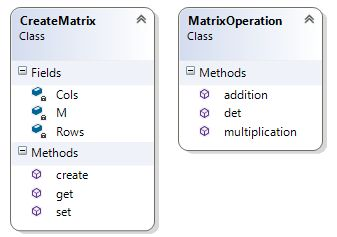 CreateMatrix
Class
Fields
Cols
M
Rows
Methods
create
get
set
MatrixOperation
Class
Methods
addition
det
multiplication